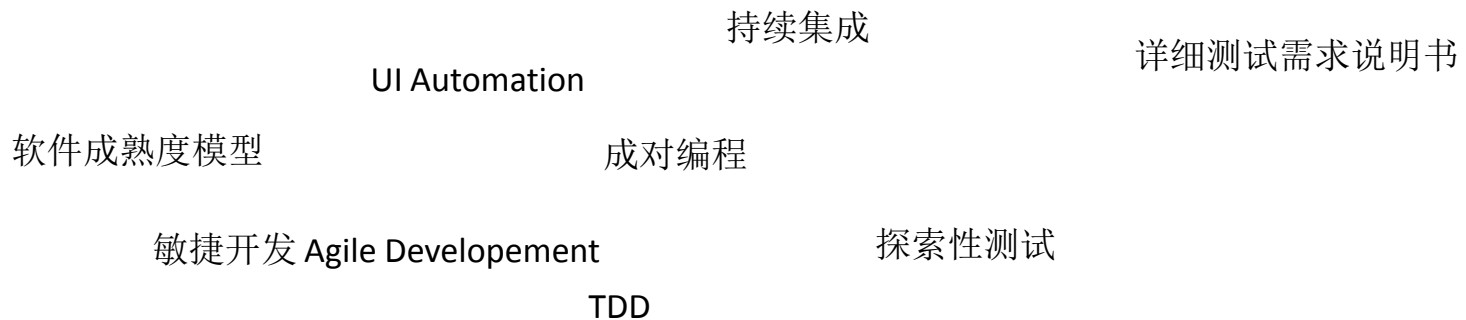 持续集成
详细测试需求说明书
UI Automation
软件成熟度模型
成对编程
敏捷开发 Agile Developement
探索性测试
TDD